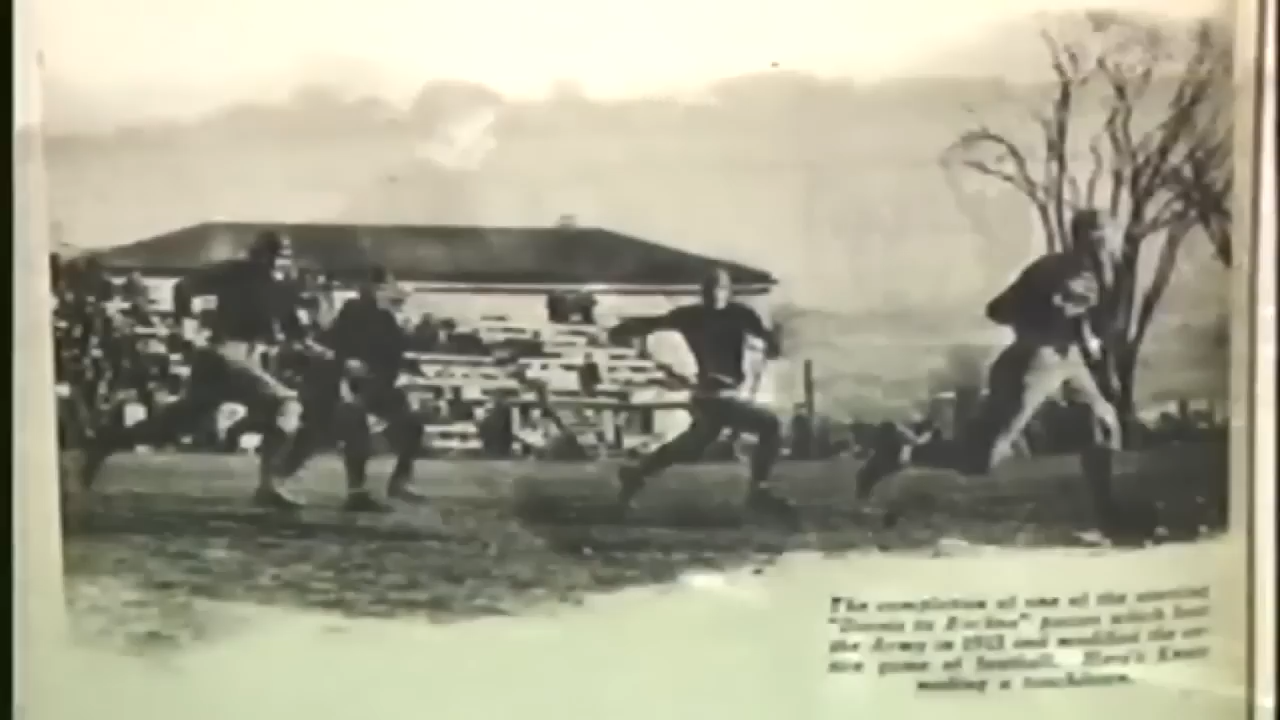 The completion of one of the
"Dorais to Rockne" passes which beat
the Army in 1913 and modified the en-
tire game of football. Here's
making a touchdown.